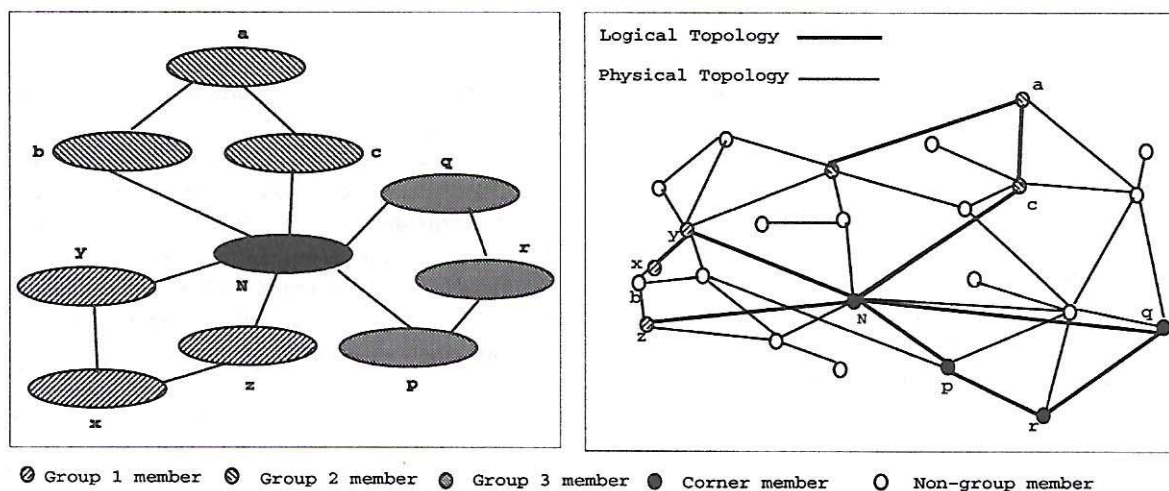 a
b
c
q
y
N
r
z
p
x
Logical Topology
Physical Topology
a
c
y
x
b
z
N
q
p
r
Group 1 member
Group 2 member
Group 3 member
Corner member
Non-group member